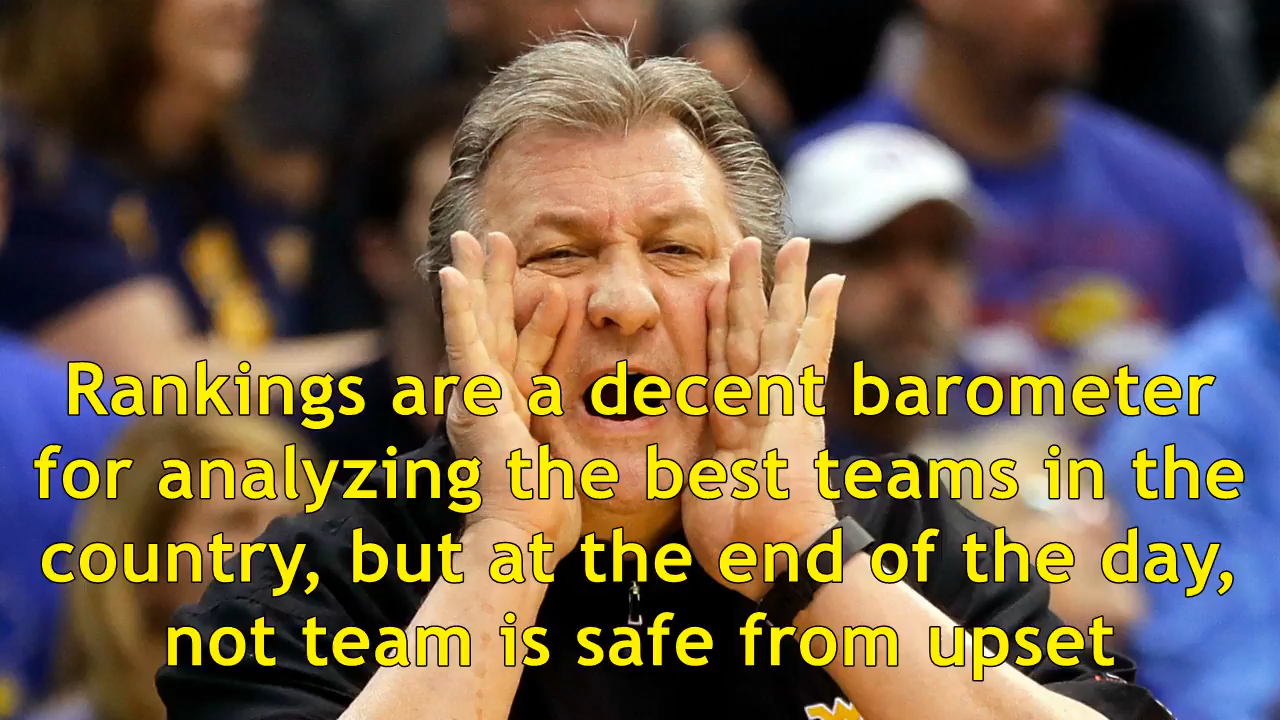 Rankings are a decent barometer
for analyzing the best teams in the
country, but at the end of the day,
not team is safe from upset